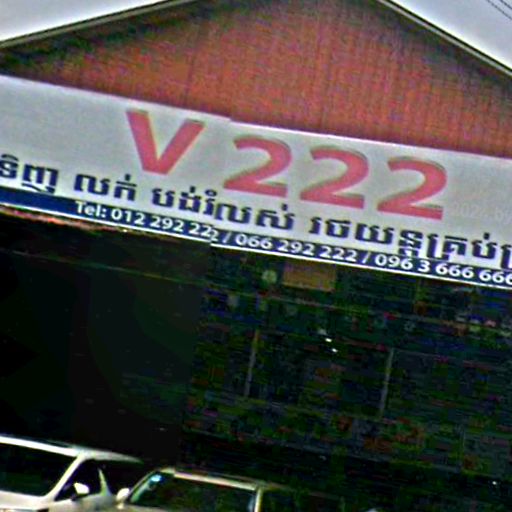 V 222
ទិញ លក់ បង់រំលស់ រថយន្តគ្រប់
Tel: 012 292 222 / 066 292 222 / 096 3 666 666